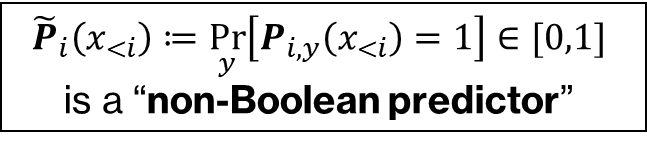 P̃ᵢ(x<ᵢ) ≔ Pr_y[Pᵢ,ᵧ(x<ᵢ) = 1] ∈ [0,1]
is a “non-Boolean predictor”